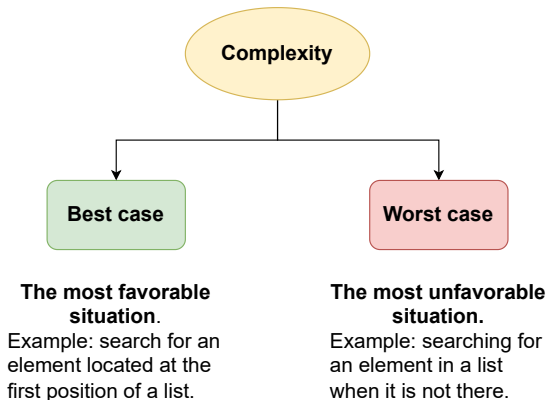 Complexity
Best case
Worst case
The most favorable
situation.
Example: search for an
element located at the
first position of a list.
The most unfavorable
situation.
Example: searching for
an element in a list
when it is not there.